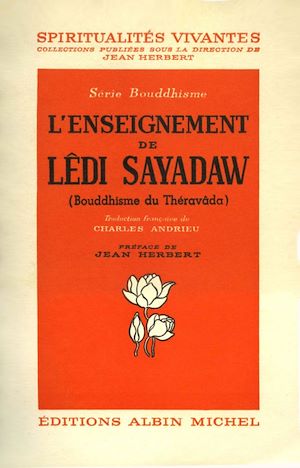 SPIRITUALITÉS VIVANTES
COLLECTIONS PUBLIÉES SOUS LA DIRECTION DE
JEAN HERBERT
Série Bouddhisme
L'ENSEIGNEMENT
DE
LÊDI SAYADAW
(Bouddhisme du Théravâda)
Traduction française de
CHARLES ANDRIEU
PRÉFACE DE
JEAN HERBERT
ÉDITIONS ALBIN MICHEL